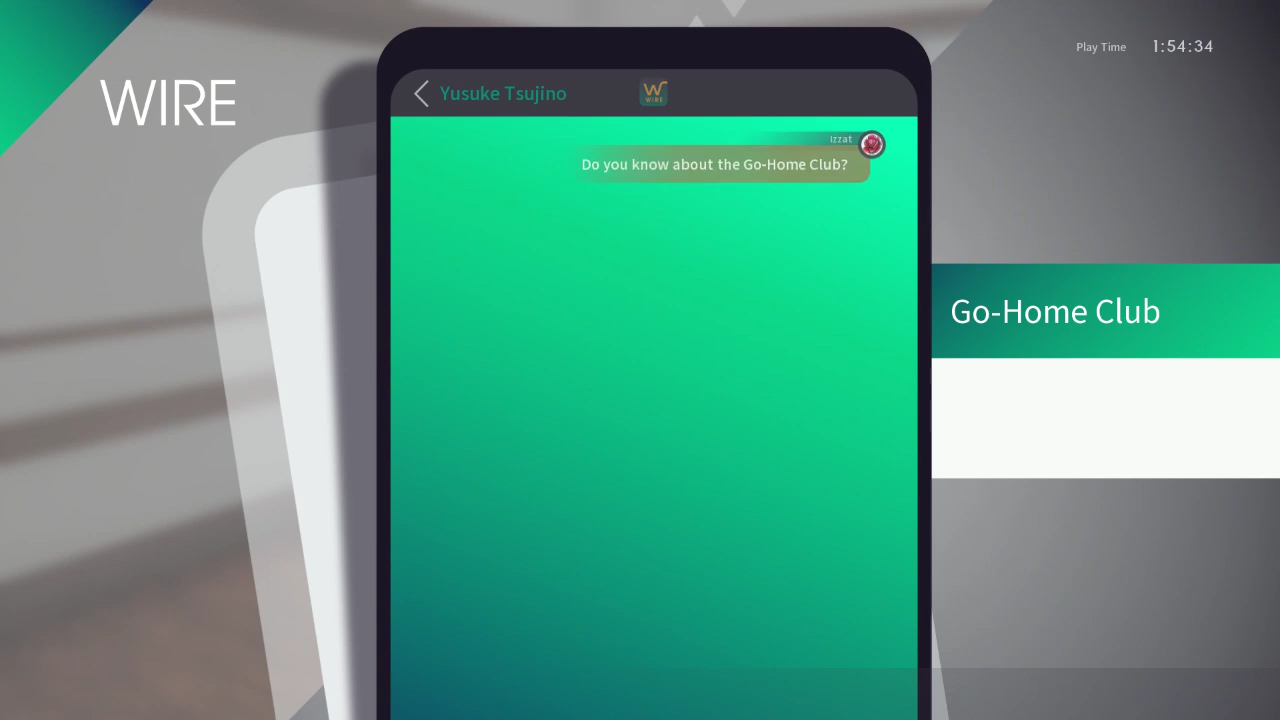 WIRE
Play Time 1:54:34
Yusuke Tsujino
W
WIRE
Izzat
Do you know about the Go-Home Club?
Go-Home Club